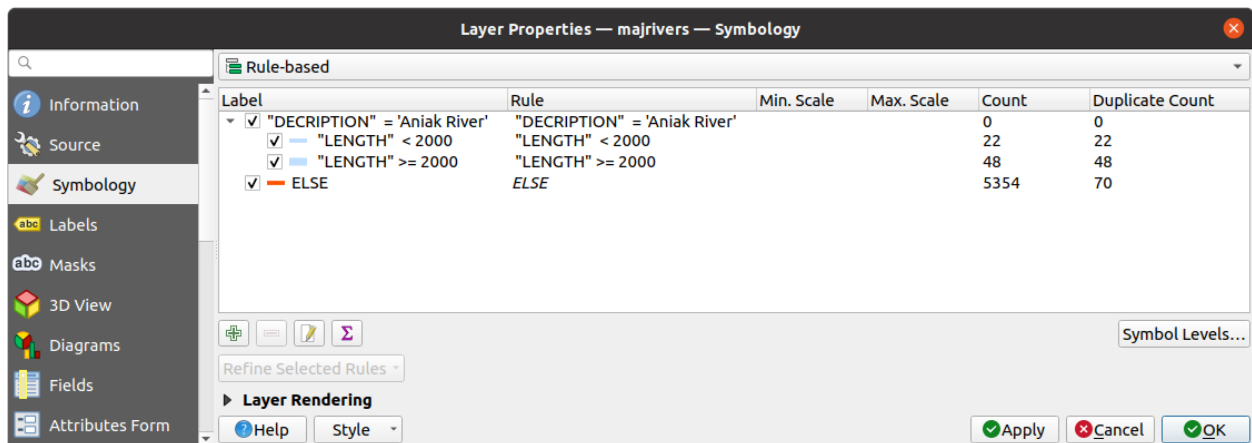 Layer Properties — majrivers — Symbology
Rule-based
Information
Source
Symbology
abc Labels
abc Masks
3D View
Diagrams
Fields
Attributes Form
Label Rule Min. Scale Max. Scale Count Duplicate Count
"DECRIPTION" = 'Aniak River' "DECRIPTION" = 'Aniak River' 0 0
"LENGTH" < 2000 "LENGTH" < 2000 22 22
"LENGTH" >= 2000 "LENGTH" >= 2000 48 48
ELSE ELSE 5354 70
Σ Symbol Levels...
Refine Selected Rules
Layer Rendering
Help Style Apply Cancel OK